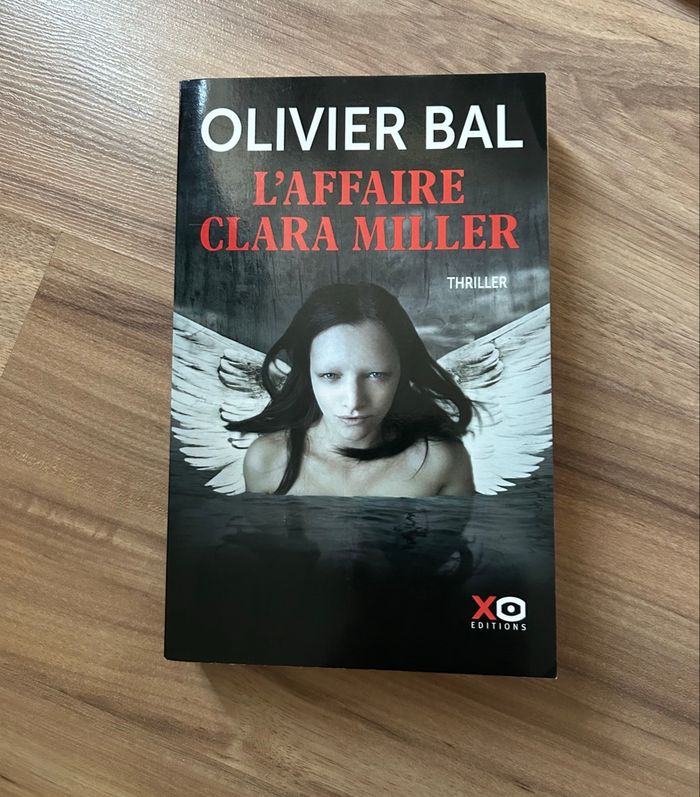 OLIVIER BAL
L'AFFAIRE
CLARA MILLER
THRILLER
XO
EDITIONS